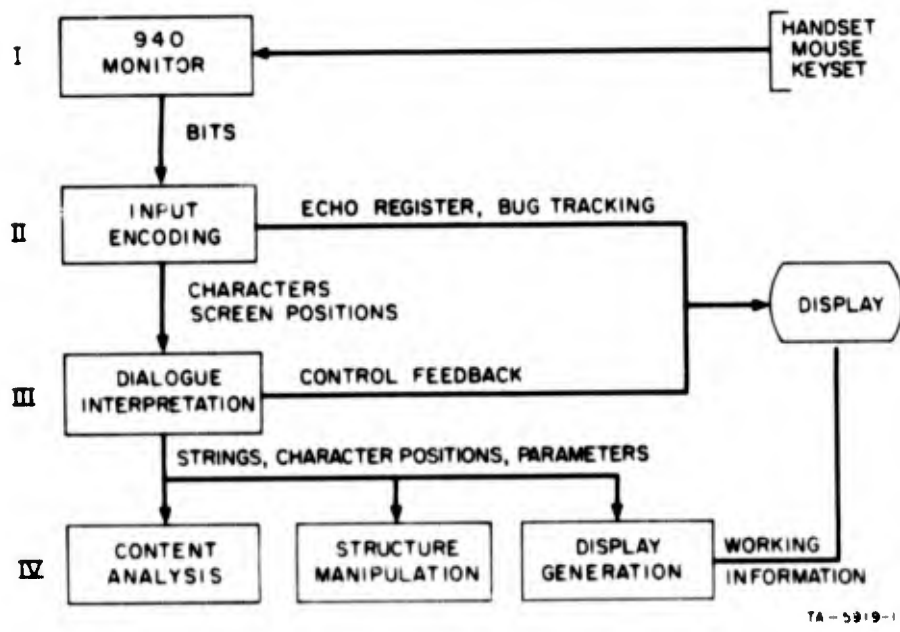 I
940
MONITOR
HANDSET
MOUSE
KEYSET
BITS
II
INPUT
ENCODING
ECHO REGISTER, BUG TRACKING
CHARACTERS
SCREEN POSITIONS
DISPLAY
III
DIALOGUE
INTERPRETATION
CONTROL FEEDBACK
STRINGS, CHARACTER POSITIONS, PARAMETERS
IV
CONTENT
ANALYSIS
STRUCTURE
MANIPULATION
DISPLAY
GENERATION
WORKING
INFORMATION
TA-5919-1